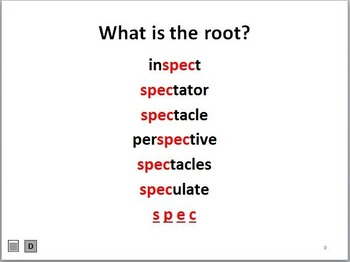 What is the root?
inspect
spectator
spectacle
perspective
spectacles
speculate
s p e c
D
9